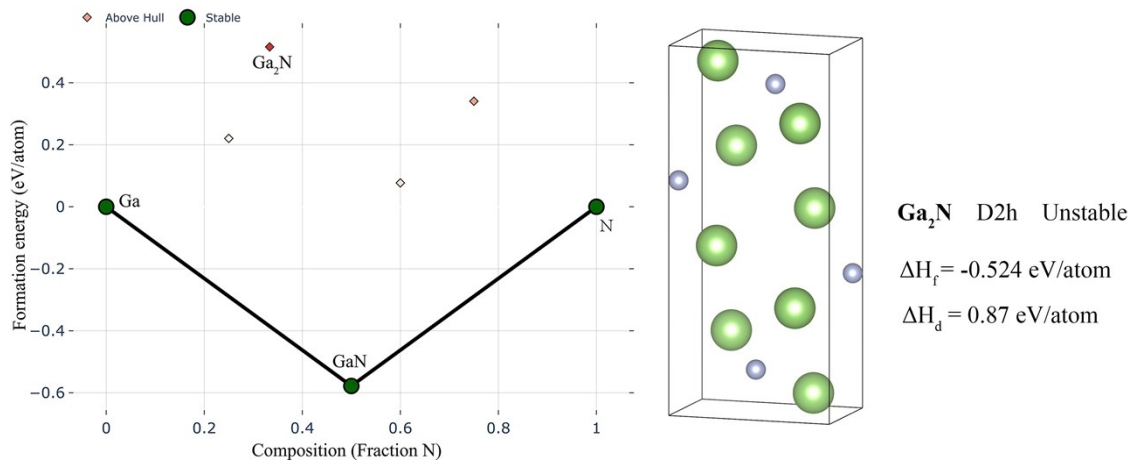 Above Hull
Stable
Formation energy (eV/atom)
0.4
0.2
0
−0.2
−0.4
−0.6
Ga₂N
Ga
N
GaN
0
0.2
0.4
0.6
0.8
1
Composition (Fraction N)
Ga₂N D2h Unstable
ΔH_f= -0.524 eV/atom
ΔH_d = 0.87 eV/atom